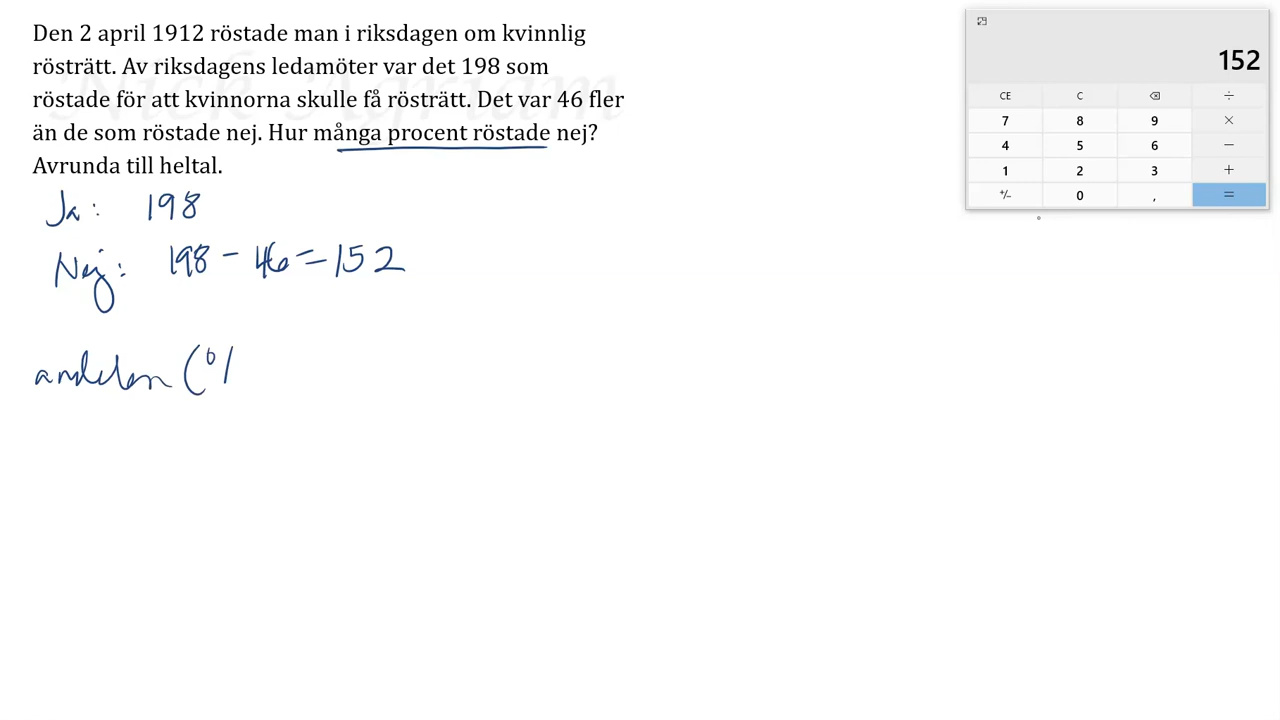 Den 2 april 1912 röstade man i riksdagen om kvinnlig
rösträtt. Av riksdagens ledamöter var det 198 som
röstade för att kvinnorna skulle få rösträtt. Det var 46 fler
än de som röstade nej. Hur många procent röstade nej?
Avrunda till heltal.
Ja: 198
Nej: 198 - 46 = 152
andelen (%
152
CE C ⌫ ÷
7 8 9 ×
4 5 6 −
1 2 3 +
+/- 0 , =